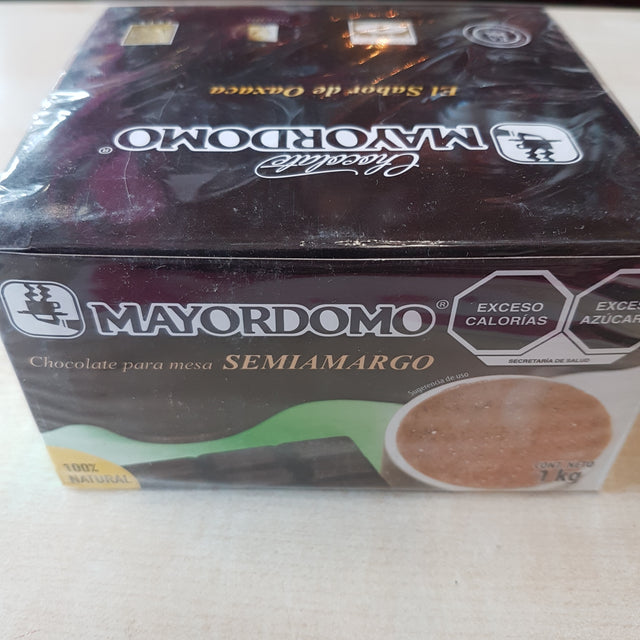 El Sabor de Oaxaca
Chocolate
MAYORDOMO®
MAYORDOMO®
Chocolate para mesa SEMIAMARGO
EXCESO
CALORÍAS
EXCE
AZÚCAR
SECRETARÍA DE SALUD
Sugerencia de uso
100%
NATURAL
CONT. NETO
1 kg